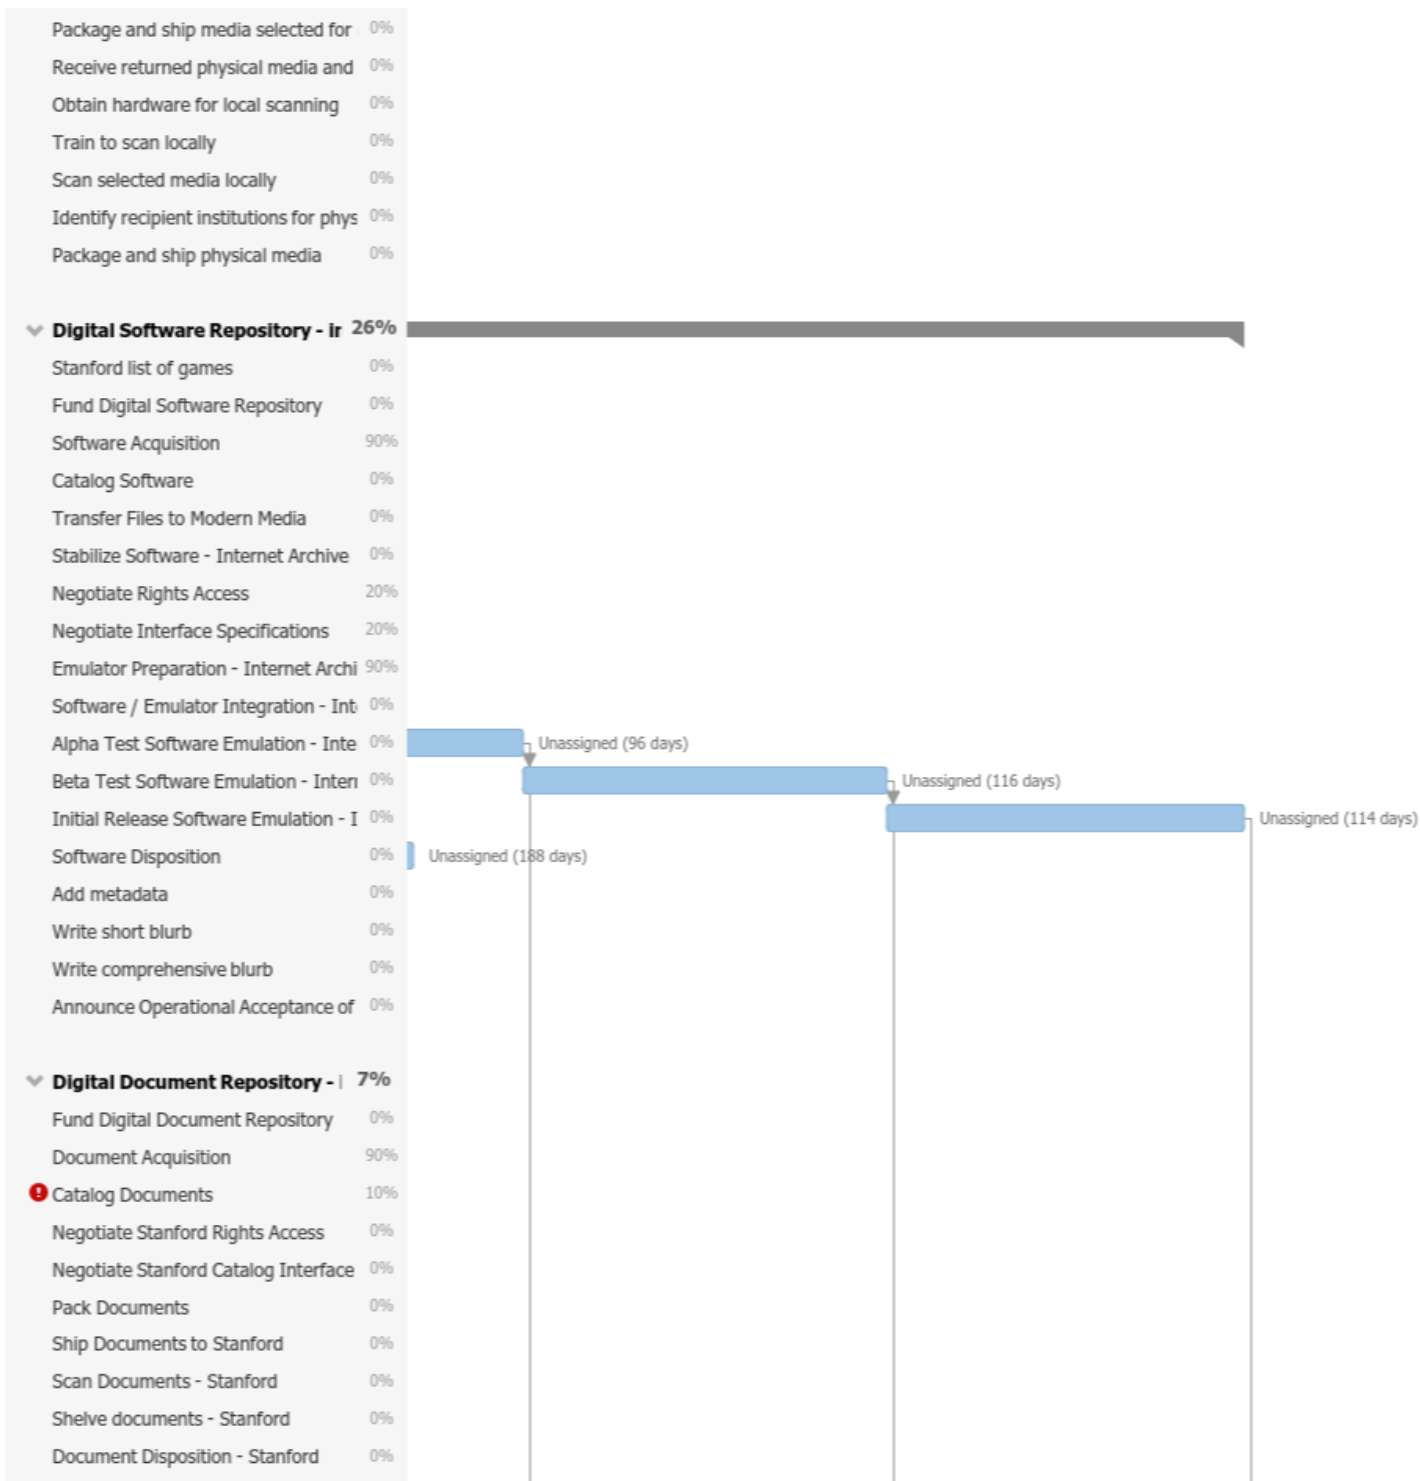 Package and ship media selected for 0%
Receive returned physical media and 0%
Obtain hardware for local scanning 0%
Train to scan locally 0%
Scan selected media locally 0%
Identify recipient institutions for phys 0%
Package and ship physical media 0%
Digital Software Repository - ir 26%
Stanford list of games 0%
Fund Digital Software Repository 0%
Software Acquisition 90%
Catalog Software 0%
Transfer Files to Modern Media 0%
Stabilize Software - Internet Archive 0%
Negotiate Rights Access 20%
Negotiate Interface Specifications 20%
Emulator Preparation - Internet Archi 90%
Software / Emulator Integration - Int 0%
Alpha Test Software Emulation - Inte 0% Unassigned (96 days)
Beta Test Software Emulation - Intern 0% Unassigned (116 days)
Initial Release Software Emulation - I 0% Unassigned (114 days)
Software Disposition 0% Unassigned (188 days)
Add metadata 0%
Write short blurb 0%
Write comprehensive blurb 0%
Announce Operational Acceptance of 0%
Digital Document Repository - 7%
Fund Digital Document Repository 0%
Document Acquisition 90%
Catalog Documents 10%
Negotiate Stanford Rights Access 0%
Negotiate Stanford Catalog Interface 0%
Pack Documents 0%
Ship Documents to Stanford 0%
Scan Documents - Stanford 0%
Shelve documents - Stanford 0%
Document Disposition - Stanford 0%